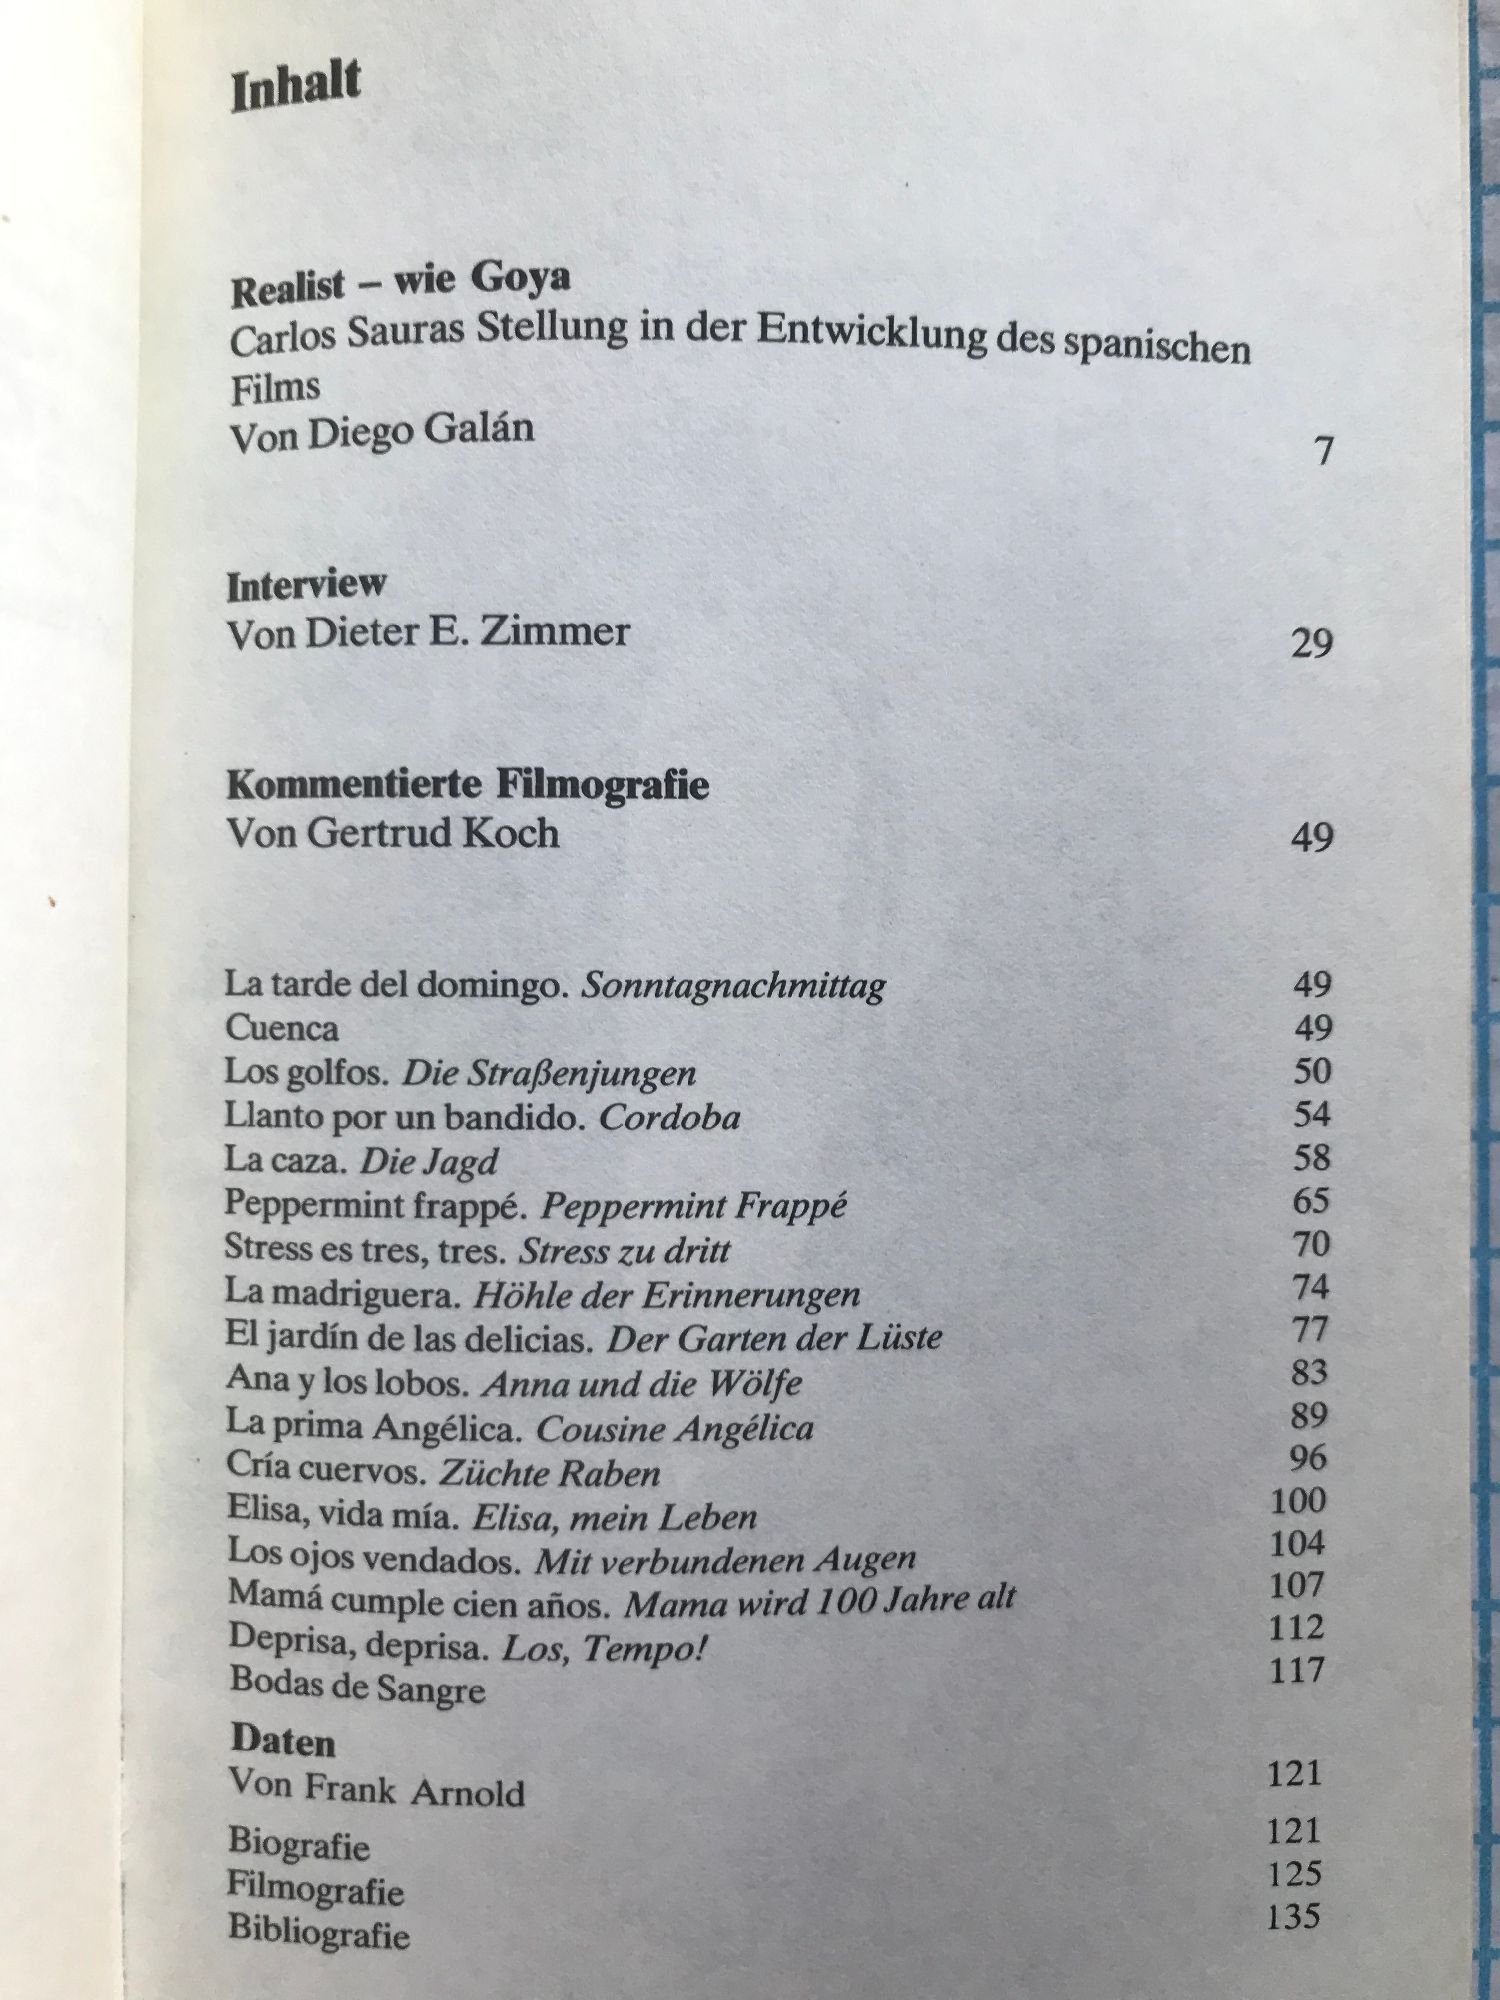 Inhalt
Realist – wie Goya
Carlos Sauras Stellung in der Entwicklung des spanischen
Films
Von Diego Galán 7
Interview
Von Dieter E. Zimmer 29
Kommentierte Filmografie
Von Gertrud Koch 49
La tarde del domingo. Sonntagnachmittag 49
Cuenca 49
Los golfos. Die Straßenjungen 50
Llanto por un bandido. Cordoba 54
La caza. Die Jagd 58
Peppermint frappé. Peppermint Frappé 65
Stress es tres, tres. Stress zu dritt 70
La madriguera. Höhle der Erinnerungen 74
El jardín de las delicias. Der Garten der Lüste 77
Ana y los lobos. Anna und die Wölfe 83
La prima Angélica. Cousine Angélica 89
Cría cuervos. Züchte Raben 96
Elisa, vida mía. Elisa, mein Leben 100
Los ojos vendados. Mit verbundenen Augen 104
Mamá cumple cien años. Mama wird 100 Jahre alt 107
Deprisa, deprisa. Los, Tempo! 112
Bodas de Sangre 117
Daten
Von Frank Arnold 121
Biografie 121
Filmografie 125
Bibliografie 135